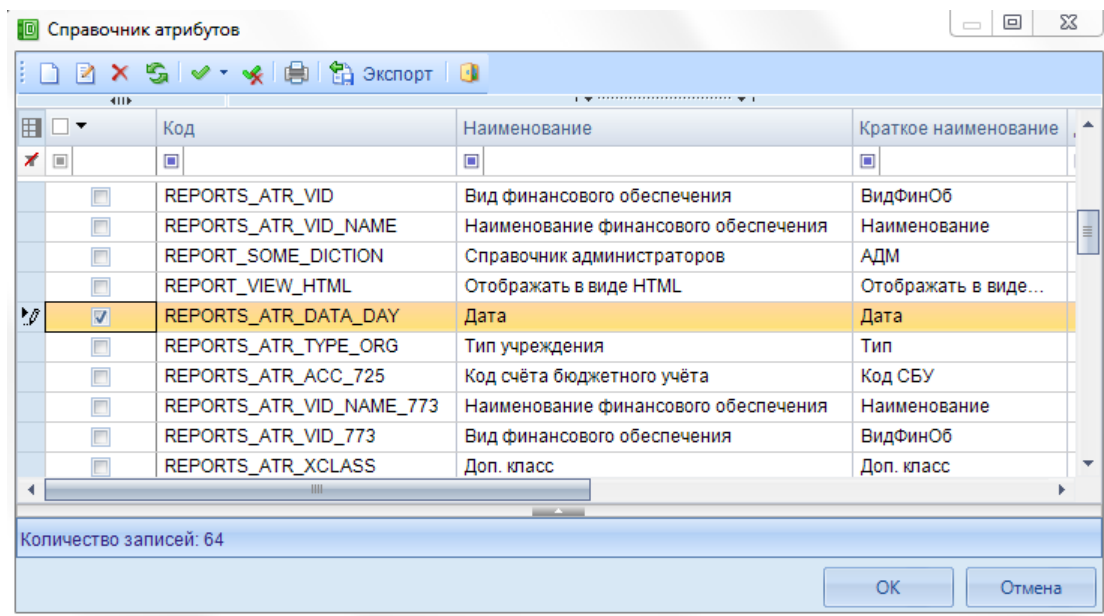 Справочник атрибутов
Экспорт
Код Наименование Краткое наименование
REPORTS_ATR_VID Вид финансового обеспечения ВидФинОб
REPORTS_ATR_VID_NAME Наименование финансового обеспечения Наименование
REPORT_SOME_DICTION Справочник администраторов АДМ
REPORT_VIEW_HTML Отображать в виде HTML Отображать в виде...
REPORTS_ATR_DATA_DAY Дата Дата
REPORTS_ATR_TYPE_ORG Тип учреждения Тип
REPORTS_ATR_ACC_725 Код счёта бюджетного учёта Код СБУ
REPORTS_ATR_VID_NAME_773 Наименование финансового обеспечения Наименование
REPORTS_ATR_VID_773 Вид финансового обеспечения ВидФинОб
REPORTS_ATR_XCLASS Доп. класс Доп. класс
Количество записей: 64
ОК Отмена